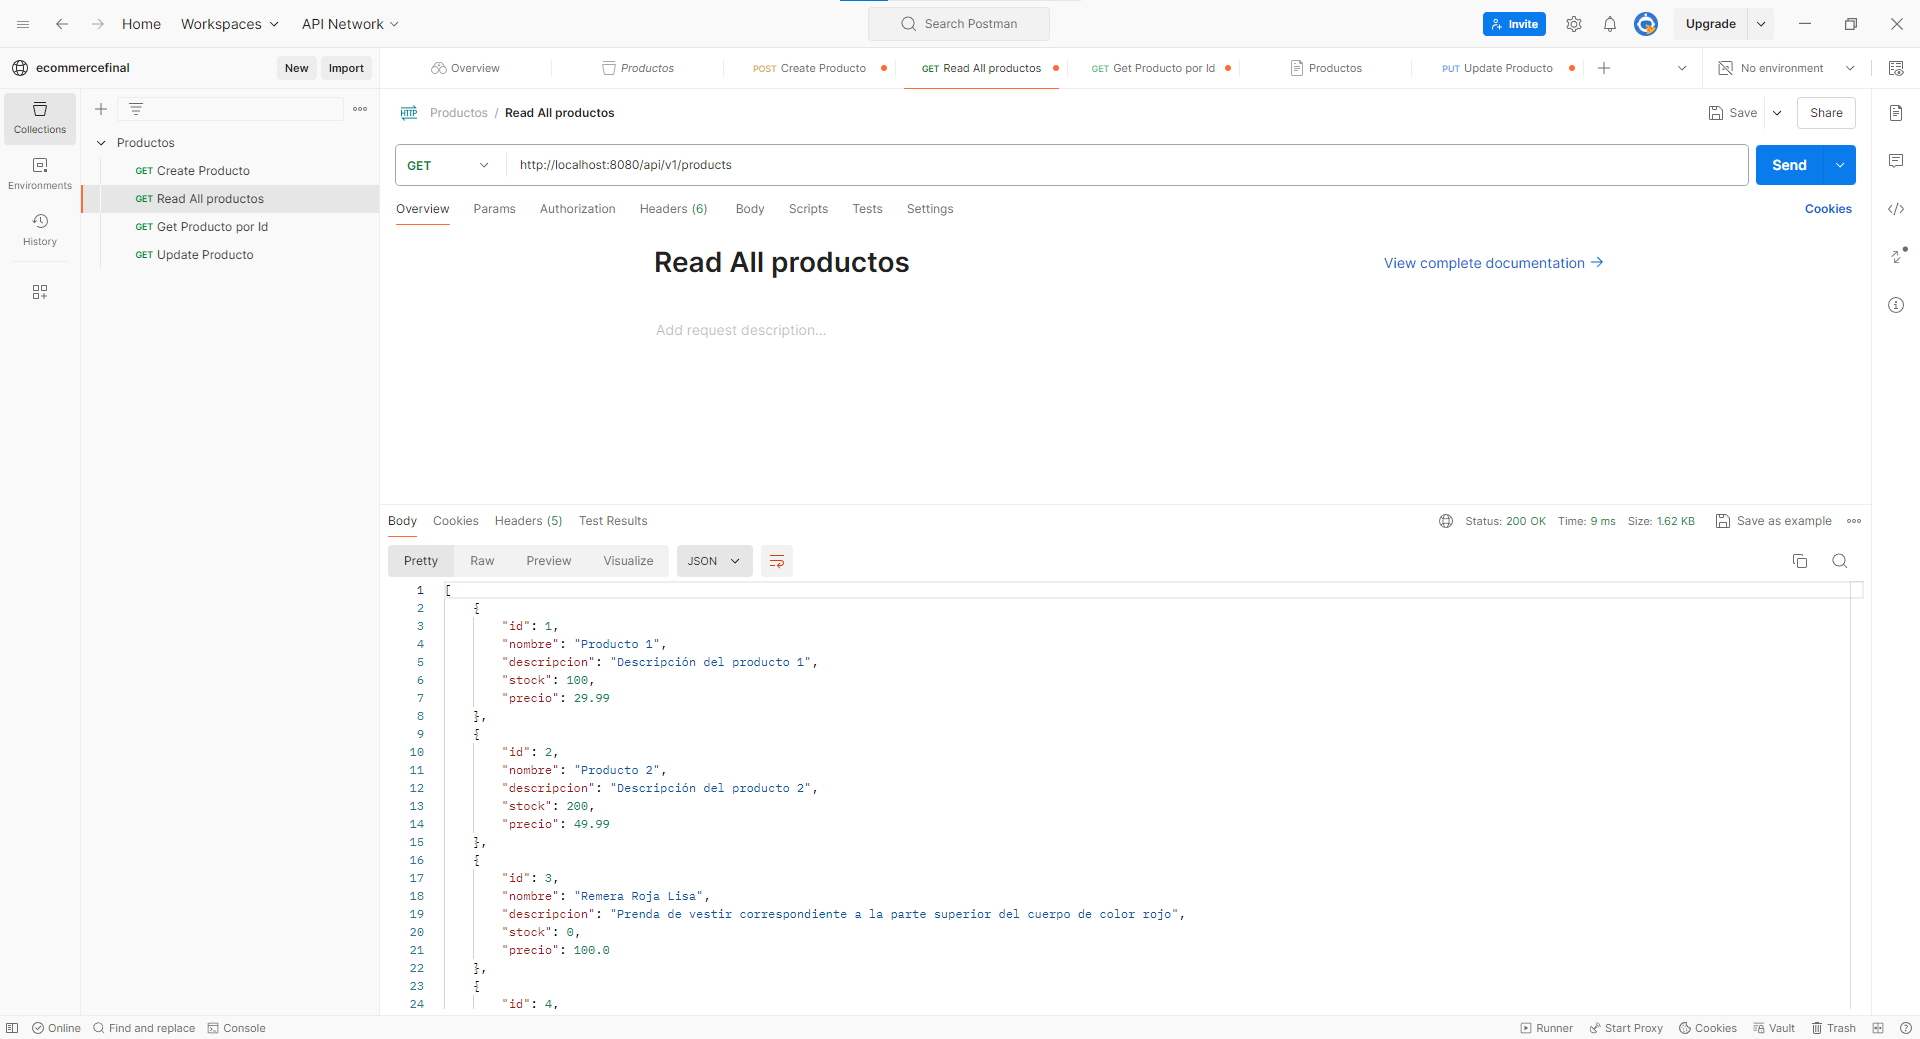 Home Workspaces API Network Search Postman Invite Upgrade
ecommercefinal New Import Overview Productos POST Create Producto GET Read All productos GET Get Producto por Id Productos PUT Update Producto No environment
Collections
Environments
History
Productos
GET Create Producto
GET Read All productos
GET Get Producto por Id
GET Update Producto
HTTP Productos / Read All productos Save Share
GET http://localhost:8080/api/v1/products Send
Overview Params Authorization Headers (6) Body Scripts Tests Settings Cookies
Read All productos View complete documentation
Add request description...
Body Cookies Headers (5) Test Results Status: 200 OK Time: 9 ms Size: 1.62 KB Save as example
Pretty Raw Preview Visualize JSON
1 [
2 {
3 "id": 1,
4 "nombre": "Producto 1",
5 "descripcion": "Descripción del producto 1",
6 "stock": 100,
7 "precio": 29.99
8 },
9 {
10 "id": 2,
11 "nombre": "Producto 2",
12 "descripcion": "Descripción del producto 2",
13 "stock": 200,
14 "precio": 49.99
15 },
16 {
17 "id": 3,
18 "nombre": "Remera Roja Lisa",
19 "descripcion": "Prenda de vestir correspondiente a la parte superior del cuerpo de color rojo",
20 "stock": 0,
21 "precio": 100.0
22 },
23 {
24 "id": 4,
Online Find and replace Console Runner Start Proxy Cookies Vault Trash